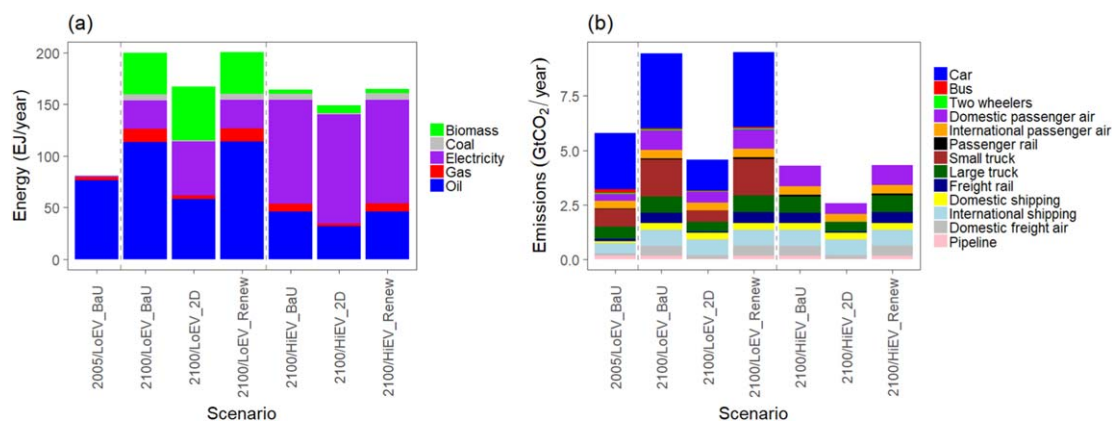 (a)
Energy (EJ/year)
200
150
100
50
0
2005/LoEV_BaU
2100/LoEV_BaU
2100/LoEV_2D
2100/LoEV_Renew
2100/HiEV_BaU
2100/HiEV_2D
2100/HiEV_Renew
Scenario
Biomass
Coal
Electricity
Gas
Oil
(b)
Emissions (GtCO₂/year)
7.5
5.0
2.5
0.0
2005/LoEV_BaU
2100/LoEV_BaU
2100/LoEV_2D
2100/LoEV_Renew
2100/HiEV_BaU
2100/HiEV_2D
2100/HiEV_Renew
Scenario
Car
Bus
Two wheelers
Domestic passenger air
International passenger air
Passenger rail
Small truck
Large truck
Freight rail
Domestic shipping
International shipping
Domestic freight air
Pipeline